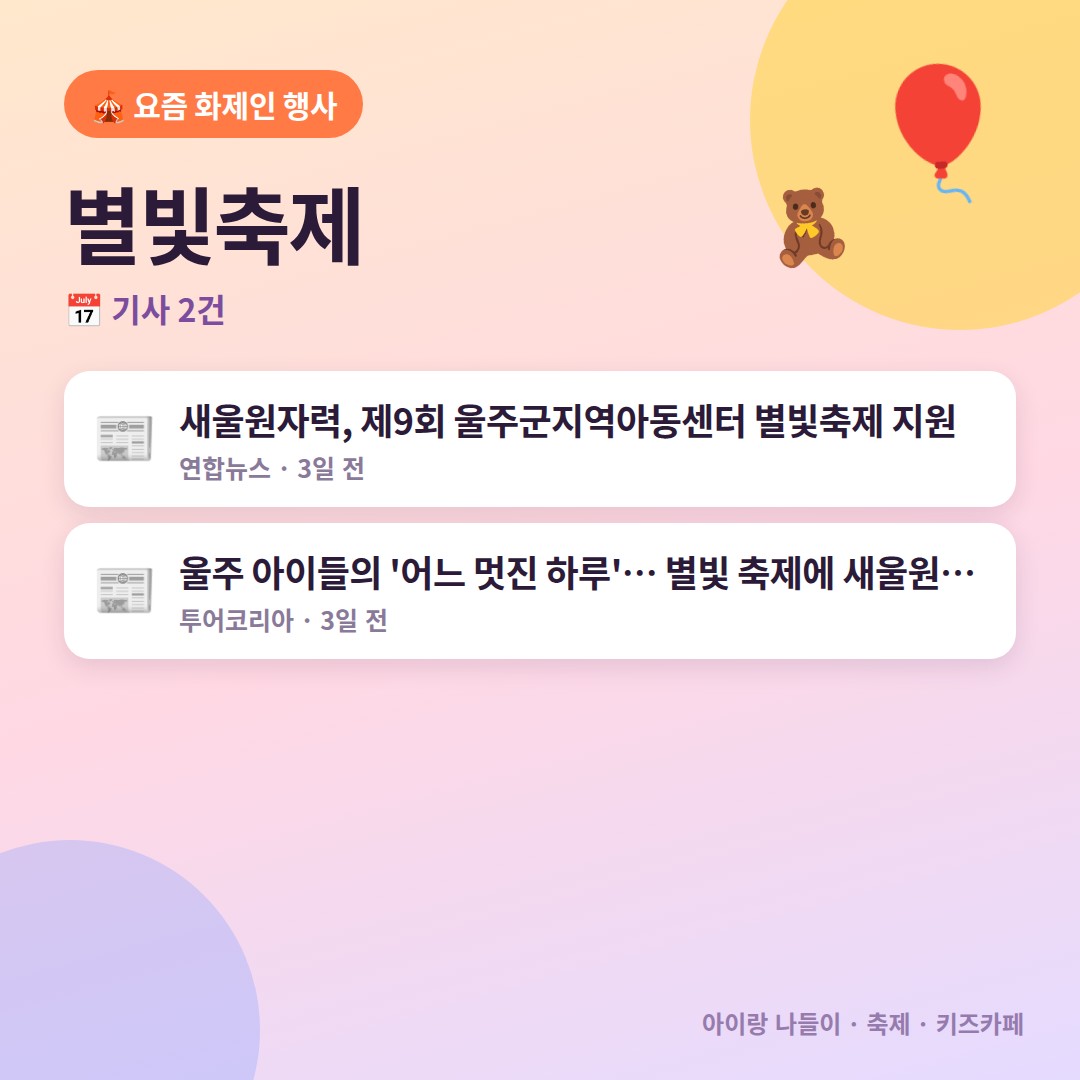 🎪 요즘 화제인 행사
별빛축제
📅 기사 2건
새울원자력, 제9회 울주군지역아동센터 별빛축제 지원
연합뉴스 · 3일 전
울주 아이들의 '어느 멋진 하루'… 별빛 축제에 새울원…
투어코리아 · 3일 전
아이랑 나들이 · 축제 · 키즈카페